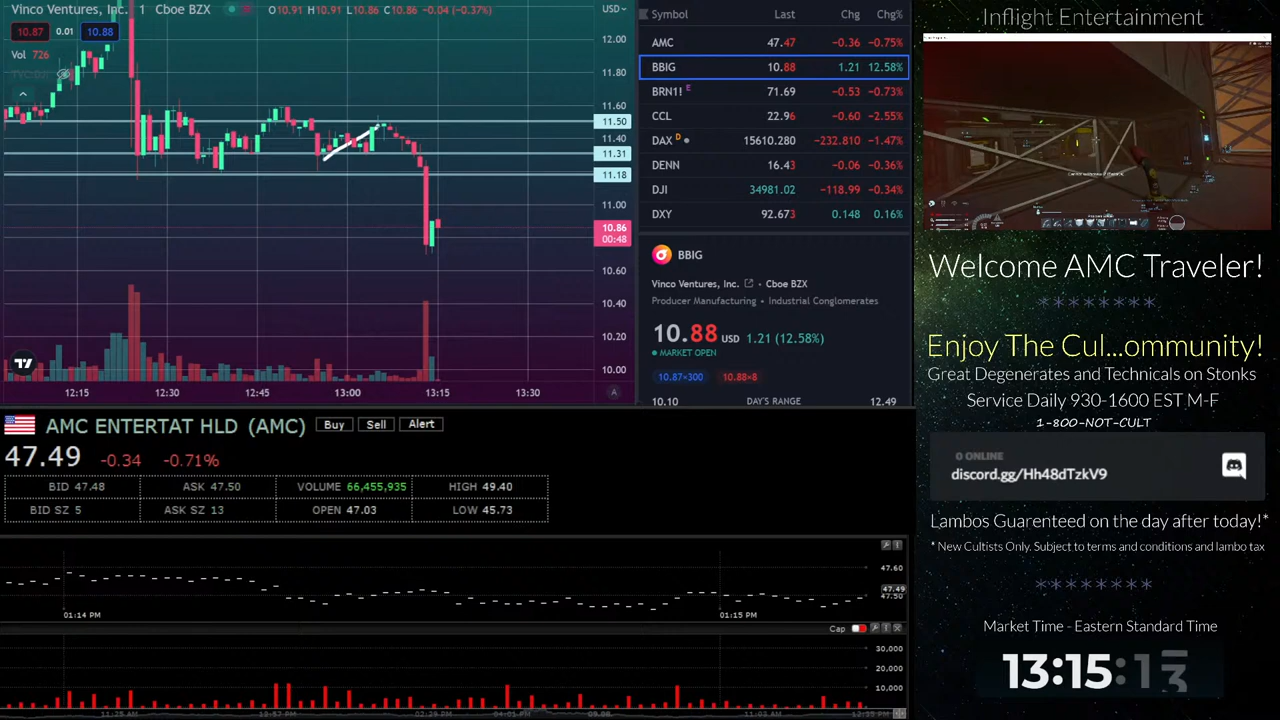 Vinco Ventures, Inc. 1 Cboe BZX
O10.91 H10.91 L10.86 C10.86 -0.04 (-0.37%)
USD
10.87 0.01 10.88
Vol 726
12.00
11.80
11.60
11.50
11.40
11.31
11.18
11.00
10.86
00:48
10.60
10.40
10.20
10.00
12:15 12:30 12:45 13:00 13:15 13:30
A
Symbol Last Chg Chg%
AMC 47.47 −0.36 −0.75%
BBIG 10.88 1.21 12.58%
BRN1! E 71.69 −0.53 −0.73%
CCL 22.96 −0.60 −2.55%
DAX D 15610.280 −232.810 −1.47%
DENN 16.43 −0.06 −0.36%
DJI 34981.02 −118.99 −0.34%
DXY 92.673 0.148 0.16%
BBIG
Vinco Ventures, Inc. • Cboe BZX
Producer Manufacturing • Industrial Conglomerates
10.88 USD 1.21 (12.58%)
MARKET OPEN
10.87×300 10.88×8
10.10 DAY'S RANGE 12.49
AMC ENTERTAT HLD (AMC) Buy Sell Alert
47.49 -0.34 -0.71%
BID 47.48 ASK 47.50 VOLUME 66,455,935 HIGH 49.40
BID SZ 5 ASK SZ 13 OPEN 47.03 LOW 45.73
47.60
47.49
47.50
01:14 PM 01:15 PM
Cap
30,000
20,000
10,000
Inflight Entertainment
Welcome AMC Traveler!
*******
Enjoy The Cul...ommunity!
Great Degenerates and Technicals on Stonks
Service Daily 930-1600 EST M-F
1-800-NOT-CULT
0 ONLINE
discord.gg/Hh48dTzkV9
Lambos Guarenteed on the day after today!*
* New Cultists Only. Subject to terms and conditions and lambo tax
********
Market Time - Eastern Standard Time
13:15:13